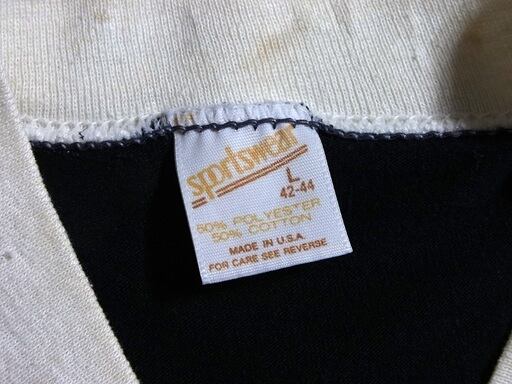 sportswear
L
42-44
50% POLYESTER
50% COTTON
MADE IN U.S.A.
FOR CARE SEE REVERSE